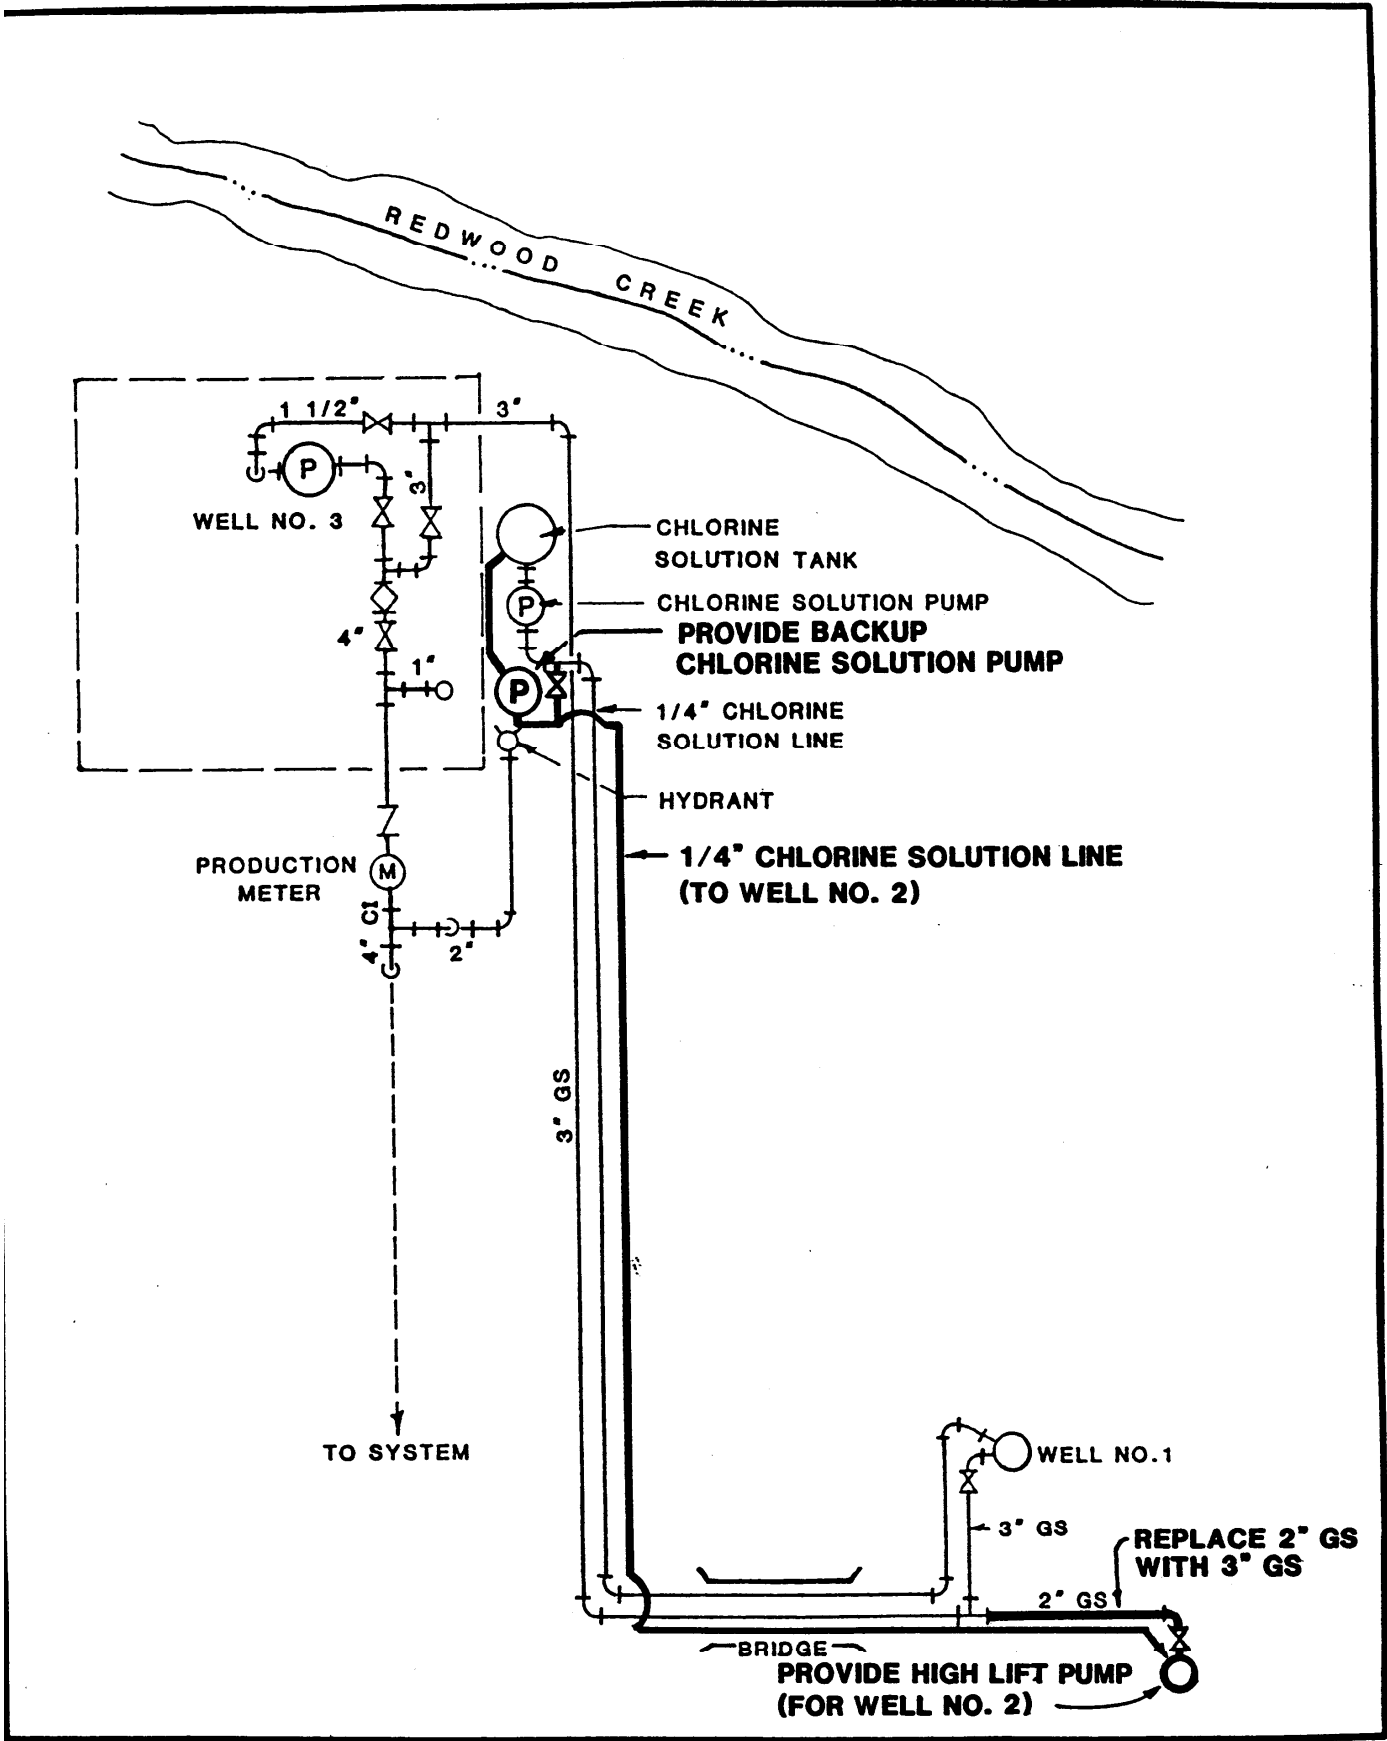 REDWOOD CREEK
1 1/2"
3"
P
3"
WELL NO. 3
CHLORINE
SOLUTION TANK
P
CHLORINE SOLUTION PUMP
PROVIDE BACKUP
CHLORINE SOLUTION PUMP
4"
1"
P
1/4" CHLORINE
SOLUTION LINE
HYDRANT
PRODUCTION
METER
M
1/4" CHLORINE SOLUTION LINE
(TO WELL NO. 2)
4" CI
2"
3" GS
TO SYSTEM
WELL NO. 1
3" GS
REPLACE 2" GS
WITH 3" GS
2" GS
BRIDGE
PROVIDE HIGH LIFT PUMP
(FOR WELL NO. 2)